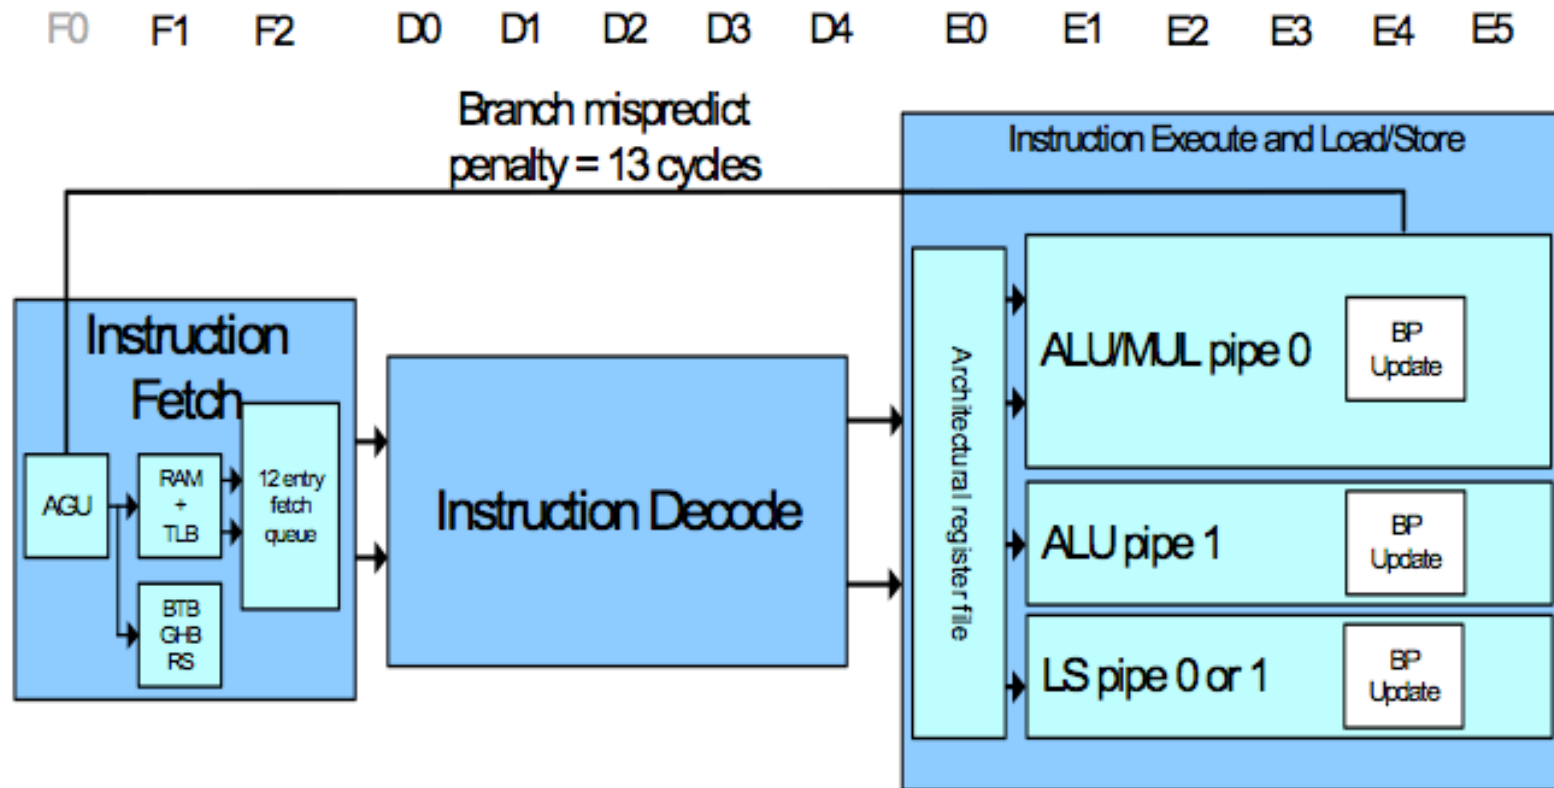 F0 F1 F2 D0 D1 D2 D3 D4 E0 E1 E2 E3 E4 E5
Branch mispredict
penalty = 13 cycles
Instruction Execute and Load/Store
Instruction
Fetch
AGU
RAM
+
TLB
12 entry
fetch
queue
BTB
GHB
RS
Instruction Decode
Architectural register file
ALU/MUL pipe 0
BP
Update
ALU pipe 1
BP
Update
LS pipe 0 or 1
BP
Update